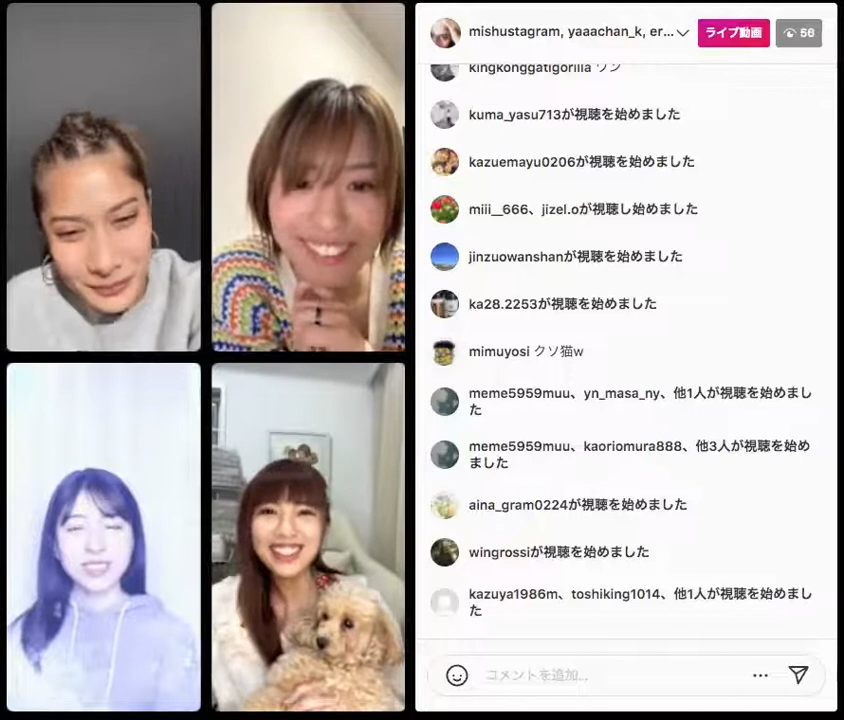 mishustagram, yaaachan_k, er...
ライブ動画
56
kingkonggatigorilla ワン
kuma_yasu713が視聴を始めました
kazuemayu0206が視聴を始めました
miii__666、jizel.oが視聴し始めました
jinzuowanshanが視聴を始めました
ka28.2253が視聴を始めました
mimuyosi クソ猫w
meme5959muu、yn_masa_ny、他1人が視聴を始めまし
た
meme5959muu、kaoriomura888、他3人が視聴を始め
ました
aina_gram0224が視聴を始めました
wingrossiが視聴を始めました
kazuya1986m、toshiking1014、他1人が視聴を始めまし
た
コメントを追加...